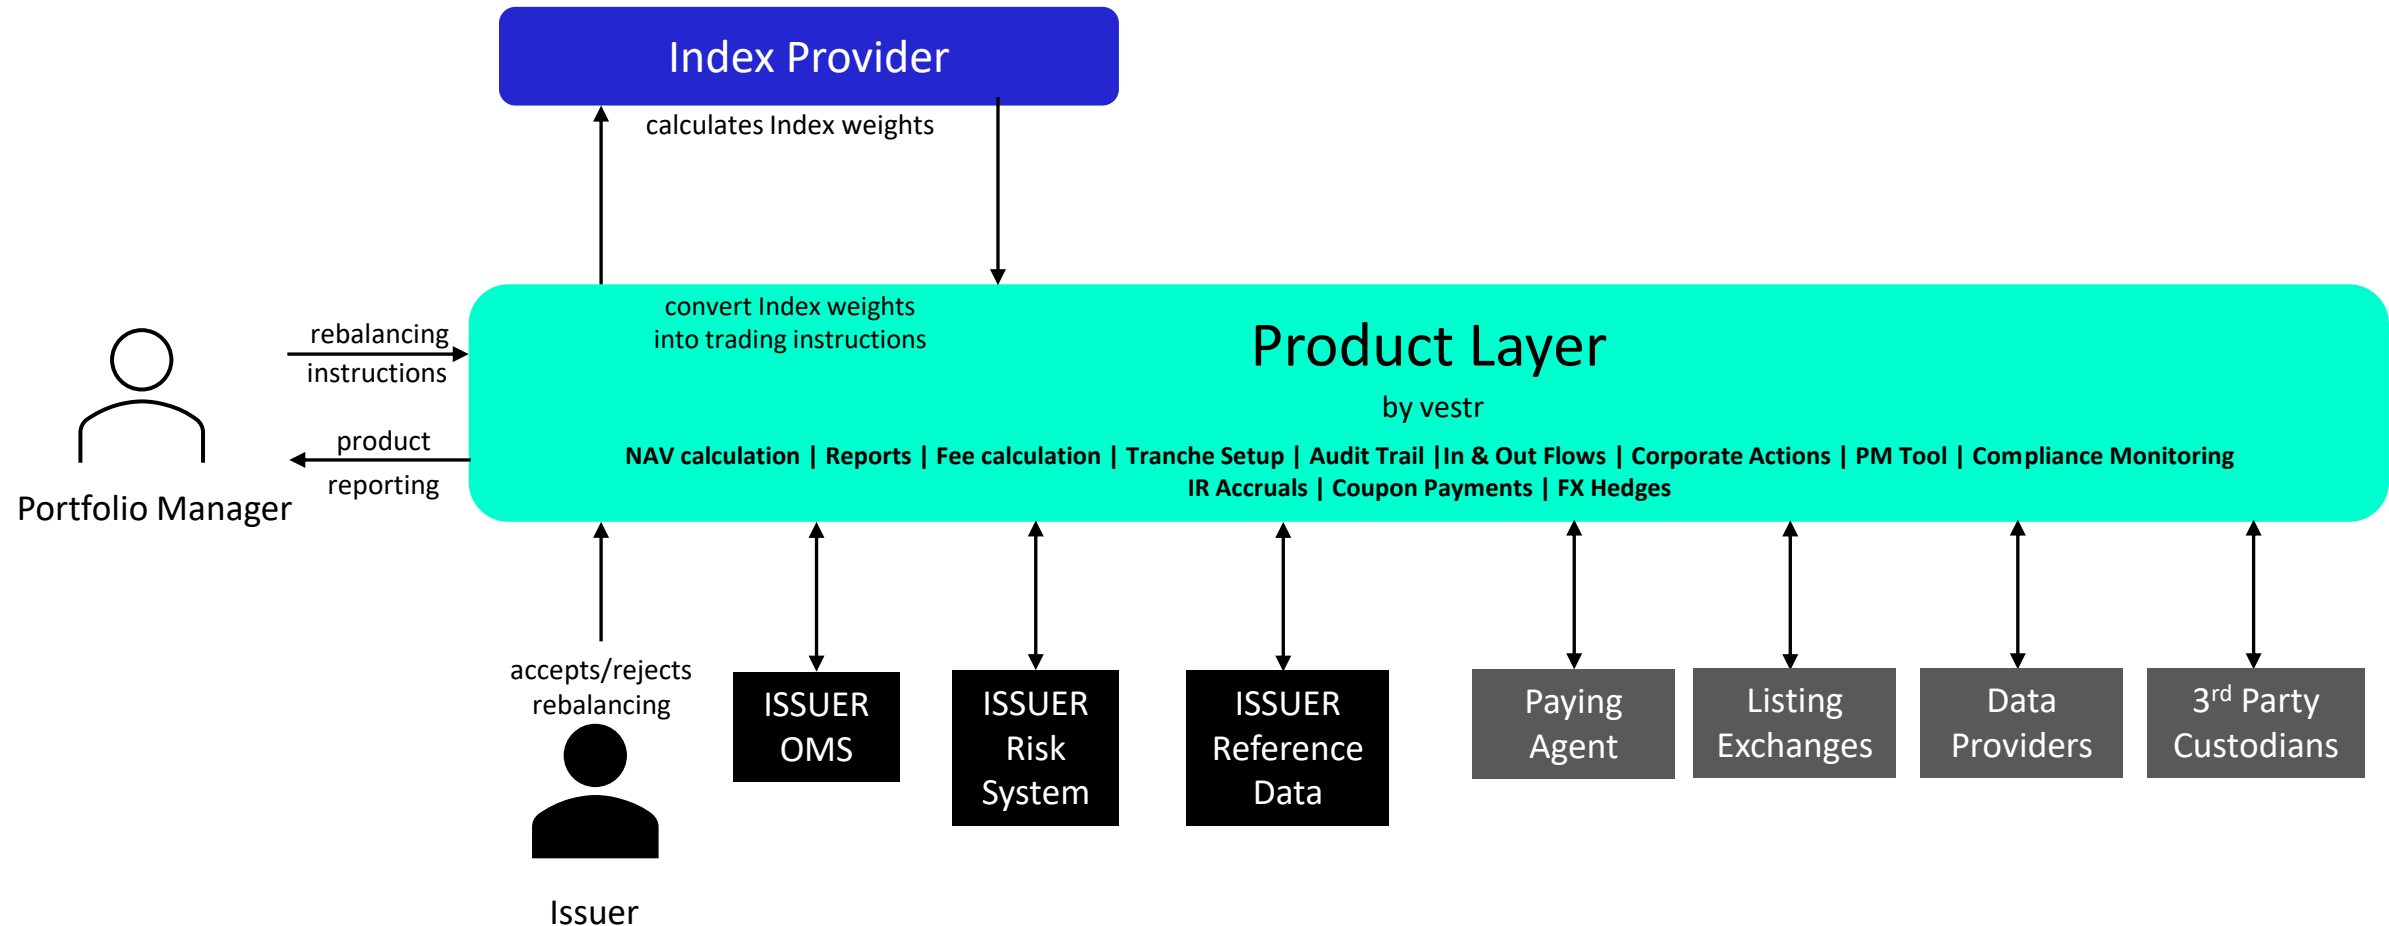 Index Provider
calculates Index weights
convert Index weights
into trading instructions
Product Layer
by vestr
NAV calculation | Reports | Fee calculation | Tranche Setup | Audit Trail |In & Out Flows | Corporate Actions | PM Tool | Compliance Monitoring
IR Accruals | Coupon Payments | FX Hedges
rebalancing
instructions
product
reporting
Portfolio Manager
accepts/rejects
rebalancing
Issuer
ISSUER
OMS
ISSUER
Risk
System
ISSUER
Reference
Data
Paying
Agent
Listing
Exchanges
Data
Providers
3rd Party
Custodians